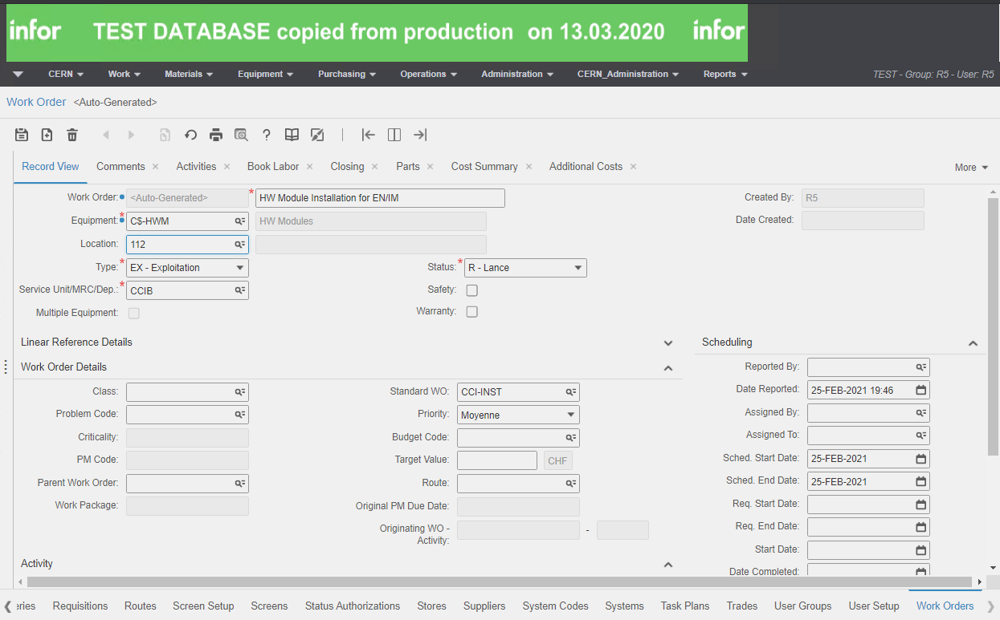 infor TEST DATABASE copied from production on 13.03.2020 infor
CERN Work Materials Equipment Purchasing Operations Administration CERN_Administration Reports TEST - Group: R5 - User: R5
Work Order <Auto-Generated>
Record View Comments × Activities × Book Labor × Closing × Parts × Cost Summary × Additional Costs × More
Work Order: <Auto-Generated> * HW Module Installation for EN/IM Created By: R5
Equipment: * C$-HWM HW Modules Date Created:
Location: 112
Type: * EX - Exploitation Status: * R - Lance
Service Unit/MRC/Dep.: * CCIB Safety:
Multiple Equipment: Warranty:
Linear Reference Details Scheduling
Work Order Details Reported By:
Class: Standard WO: CCI-INST Date Reported: 25-FEB-2021 19:46
Problem Code: Priority: Moyenne Assigned By:
Criticality: Budget Code: Assigned To:
PM Code: Target Value: CHF Sched. Start Date: 25-FEB-2021
Parent Work Order: Route: Sched. End Date: 25-FEB-2021
Work Package: Original PM Due Date: Req. Start Date:
Originating WO - Activity: - Req. End Date:
Start Date:
Activity Date Completed:
eries Requisitions Routes Screen Setup Screens Status Authorizations Stores Suppliers System Codes Systems Task Plans Trades User Groups User Setup Work Orders